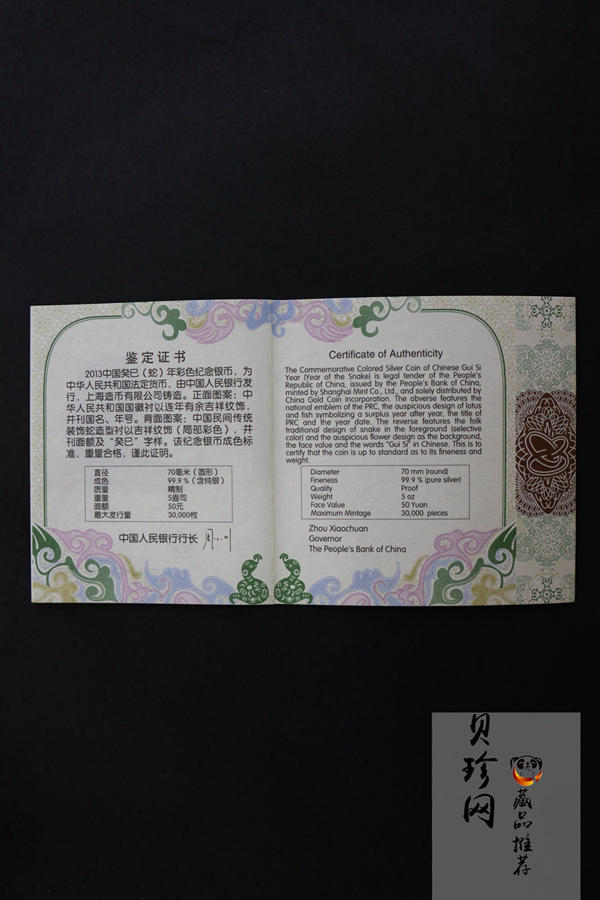 鉴定证书
2013中国癸巳（蛇）年彩色纪念银币，为
中华人民共和国法定货币，由中国人民银行发
行，上海造币有限公司铸造。正面图案：中
华人民共和国国徽衬以连年有余吉祥纹饰，
并刊国名、年号。背面图案：中国民间传统
装饰蛇造型衬以吉祥纹饰（局部彩色），并
刊面额及“癸巳”字样。该纪念银币成色标
准，重量合格，谨此证明。
直径 70毫米（圆形）
成色 99.9％（含纯银）
质量 精制
重量 5盎司
面额 50元
最大发行量 30,000枚
中国人民银行行长
Certificate of Authenticity
The Commemorative Colored Silver Coin of Chinese Gui Si
Year (Year of the Snake) is legal tender of the People's
Republic of China, issued by the People's Bank of China,
minted by Shanghai Mint Co., Ltd., and solely distributed by
China Gold Coin Incorporation. The obverse features the
national emblem of the PRC, the auspicious design of lotus
and fish symbolizing a surplus year after year, the title of
PRC and the year date. The reverse features the folk
traditional design of snake in the foreground (selective
color) and the auspicious flower design as the background,
the face value and the words "Gui Si" in Chinese. This is to
certify that the coin is up to standard as to its fineness and
weight.
Diameter 70 mm (round)
Fineness 99.9 % (pure silver)
Quality Proof
Weight 5 oz
Face Value 50 Yuan
Maximum Mintage 30,000 pieces
Zhou Xiaochuan
Governor
The People's Bank of China
贝珍网
藏品推荐